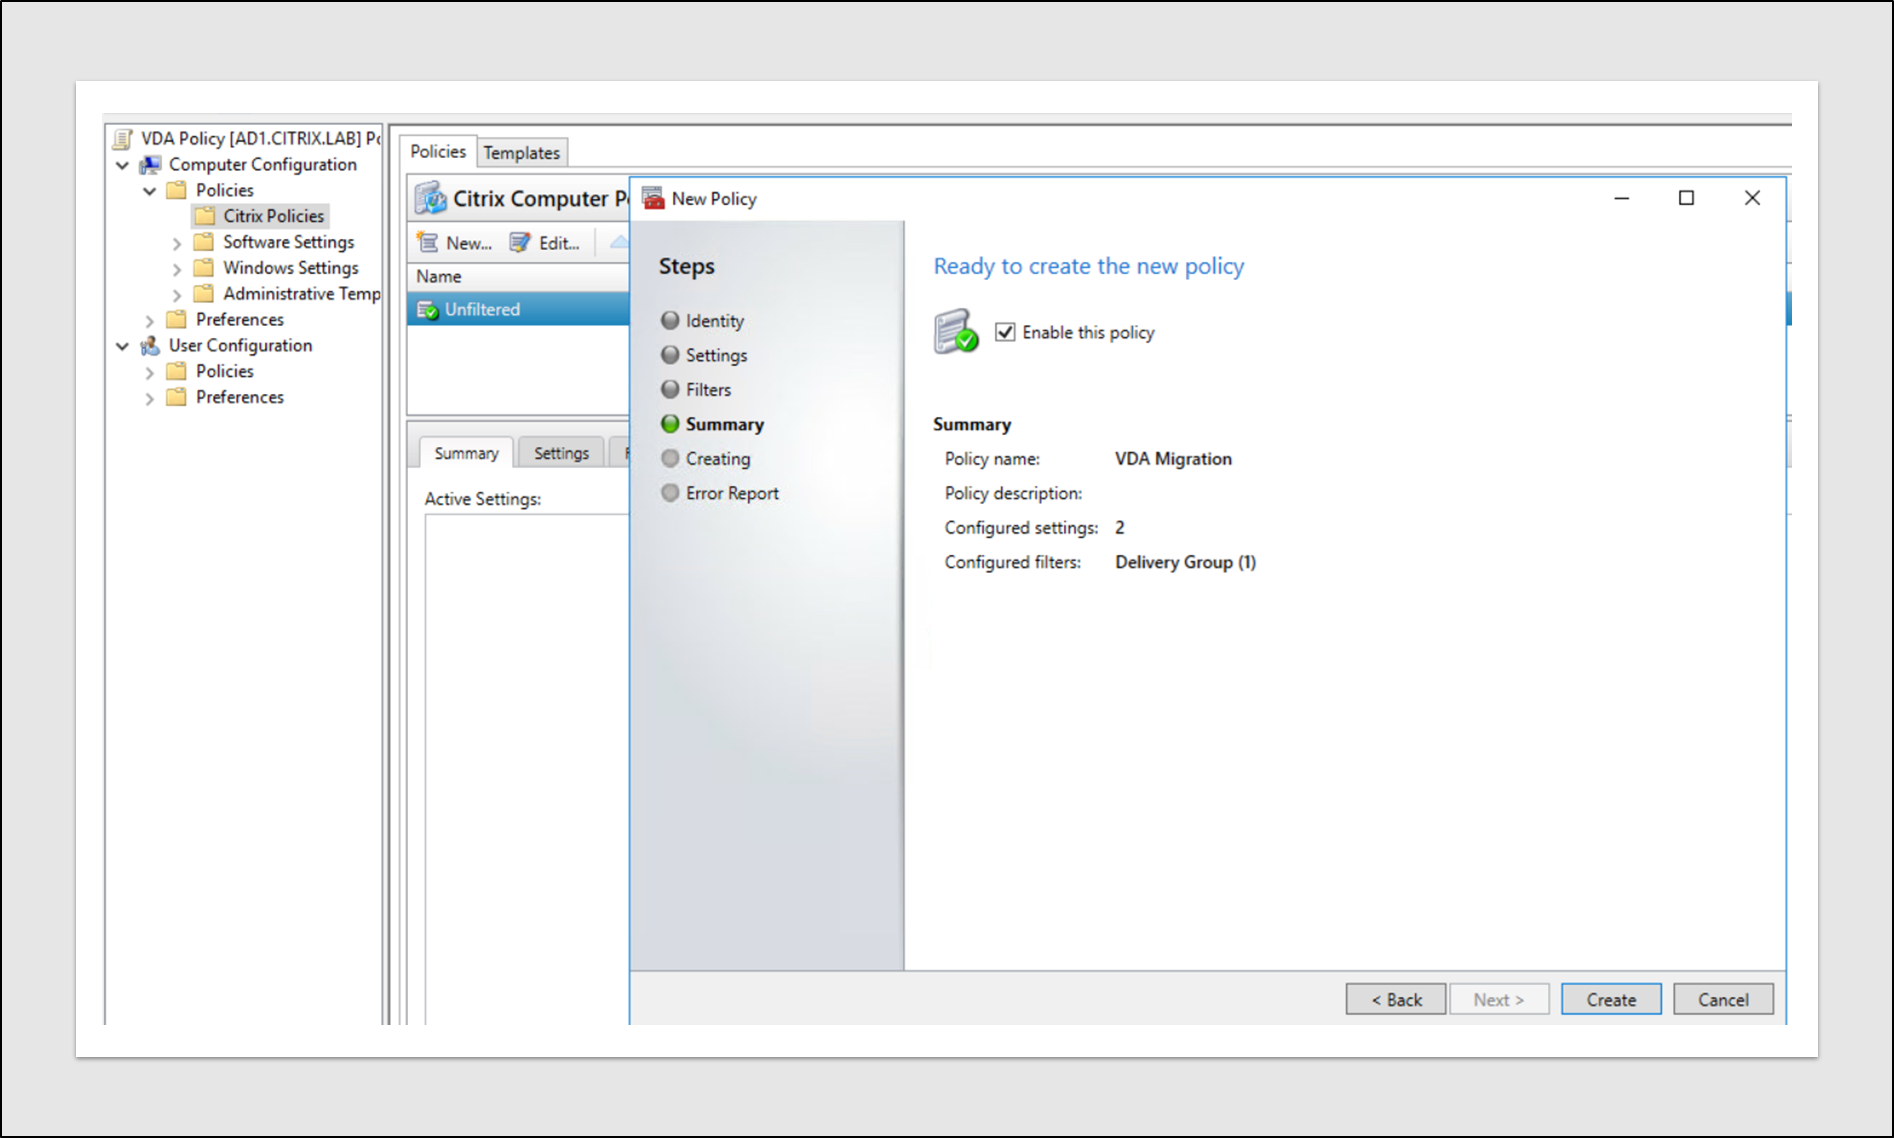 VDA Policy [AD1.CITRIX.LAB]
Computer Configuration
Policies
Citrix Policies
Software Settings
Windows Settings
Administrative Temp
Preferences
User Configuration
Policies
Preferences
Policies
Templates
Citrix Computer
New...
Edit...
Name
Unfiltered
Summary
Settings
Active Settings:
New Policy
Steps
Identity
Settings
Filters
Summary
Creating
Error Report
Ready to create the new policy
Enable this policy
Summary
Policy name: VDA Migration
Policy description:
Configured settings: 2
Configured filters: Delivery Group (1)
< Back
Next >
Create
Cancel